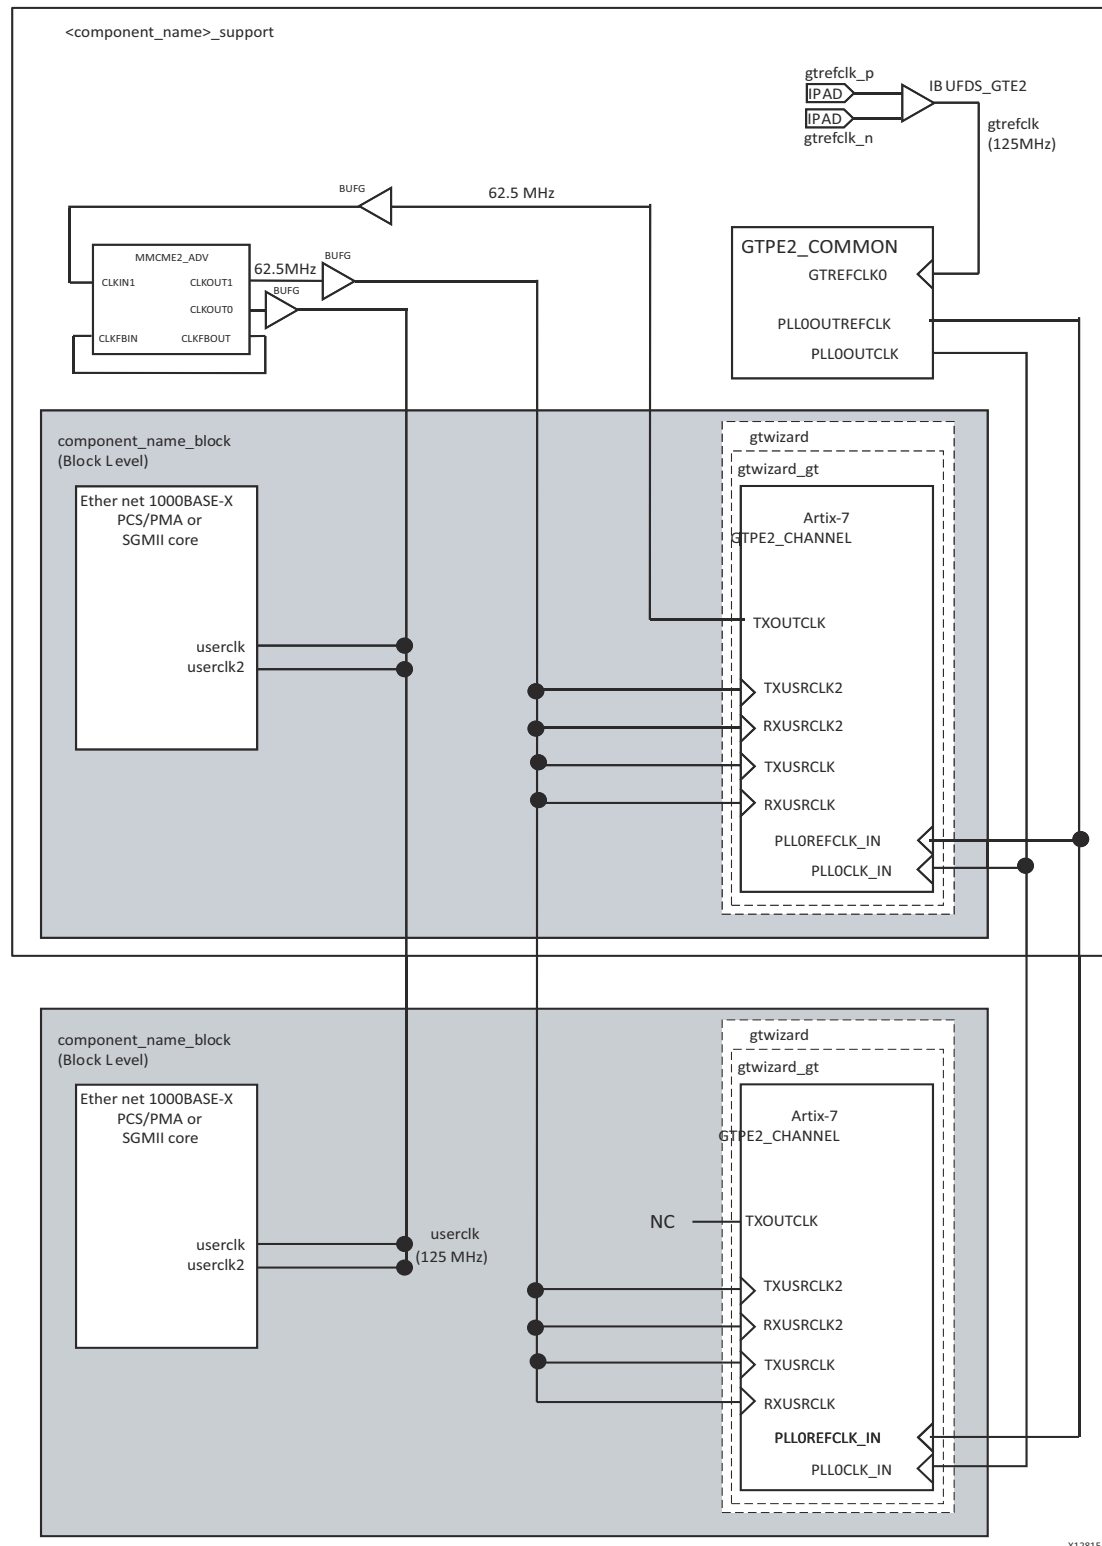 <component_name>_support
gtrefclk_p
IPAD
IBUFDS_GTE2
IPAD
gtrefclk_n
gtrefclk
(125MHz)
BUFG
62.5 MHz
MMCME2_ADV
CLKIN1
CLKOUT1
62.5MHz
BUFG
CLKOUT0
BUFG
CLKFBIN
CLKFBOUT
GTPE2_COMMON
GTREFCLK0
PLL0OUTREFCLK
PLL0OUTCLK
component_name_block
(Block Level)
Ether net 1000BASE-X
PCS/PMA or
SGMII core
userclk
userclk2
gtwizard
gtwizard_gt
Artix-7
GTPE2_CHANNEL
TXOUTCLK
TXUSRCLK2
RXUSRCLK2
TXUSRCLK
RXUSRCLK
PLL0REFCLK_IN
PLL0CLK_IN
component_name_block
(Block Level)
Ether net 1000BASE-X
PCS/PMA or
SGMII core
userclk
userclk2
userclk
(125 MHz)
gtwizard
gtwizard_gt
Artix-7
GTPE2_CHANNEL
NC
TXOUTCLK
TXUSRCLK2
RXUSRCLK2
TXUSRCLK
RXUSRCLK
PLL0REFCLK_IN
PLL0CLK_IN